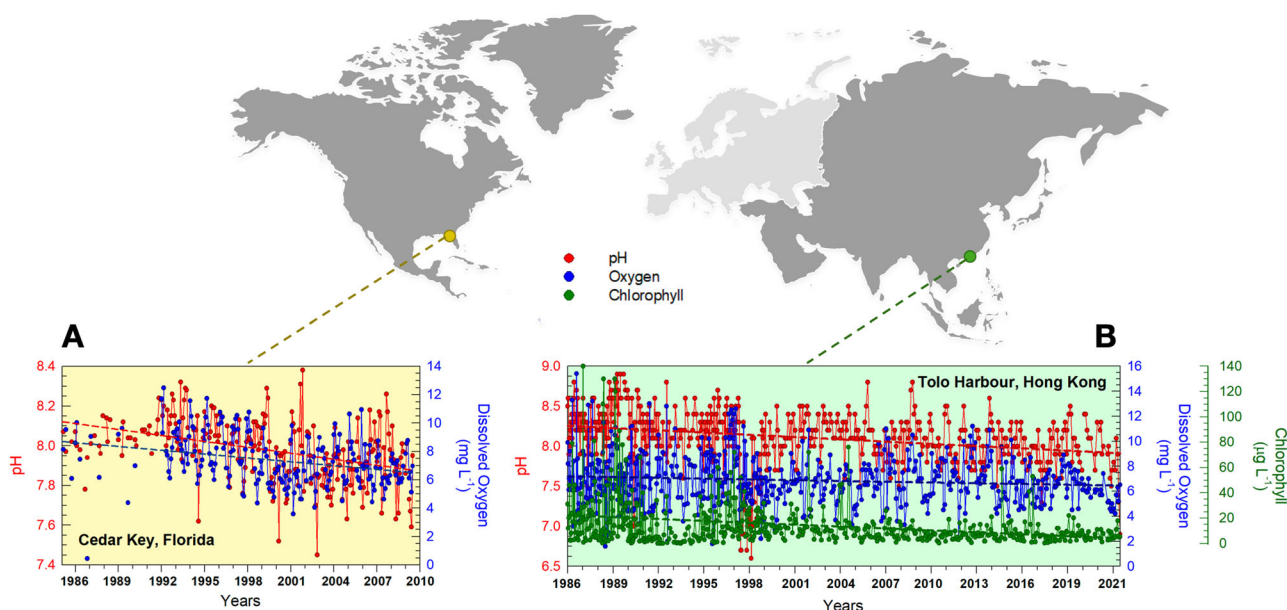 pH
Oxygen
Chlorophyll
A
8.4
8.2
8.0
7.8
7.6
7.4
pH
14
12
10
8
6
4
2
0
Dissolved Oxygen
(mg L⁻¹)
Cedar Key, Florida
1986 1989 1992 1995 1998 2001 2004 2007 2010
Years
B
Tolo Harbour, Hong Kong
9.0
8.5
8.0
7.5
7.0
6.5
pH
16
14
12
10
8
6
4
2
0
Dissolved Oxygen
(mg L⁻¹)
140
120
100
80
60
40
20
0
Chlorophyll
(µg L⁻¹)
1986 1989 1992 1995 1998 2001 2004 2007 2010 2013 2016 2019 2021
Years